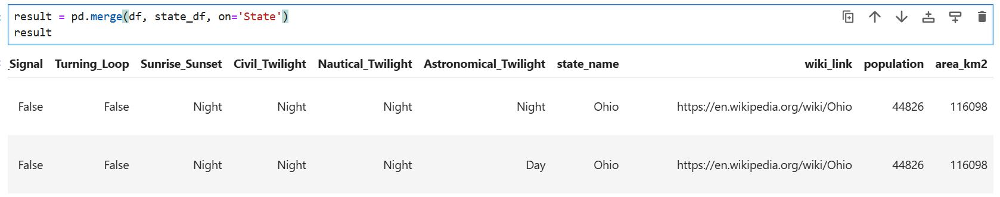 result = pd.merge(df, state_df, on='State')
result
_Signal Turning_Loop Sunrise_Sunset Civil_Twilight Nautical_Twilight Astronomical_Twilight state_name wiki_link population area_km2
False False Night Night Night Night Ohio https://en.wikipedia.org/wiki/Ohio 44826 116098
False False Night Night Night Day Ohio https://en.wikipedia.org/wiki/Ohio 44826 116098